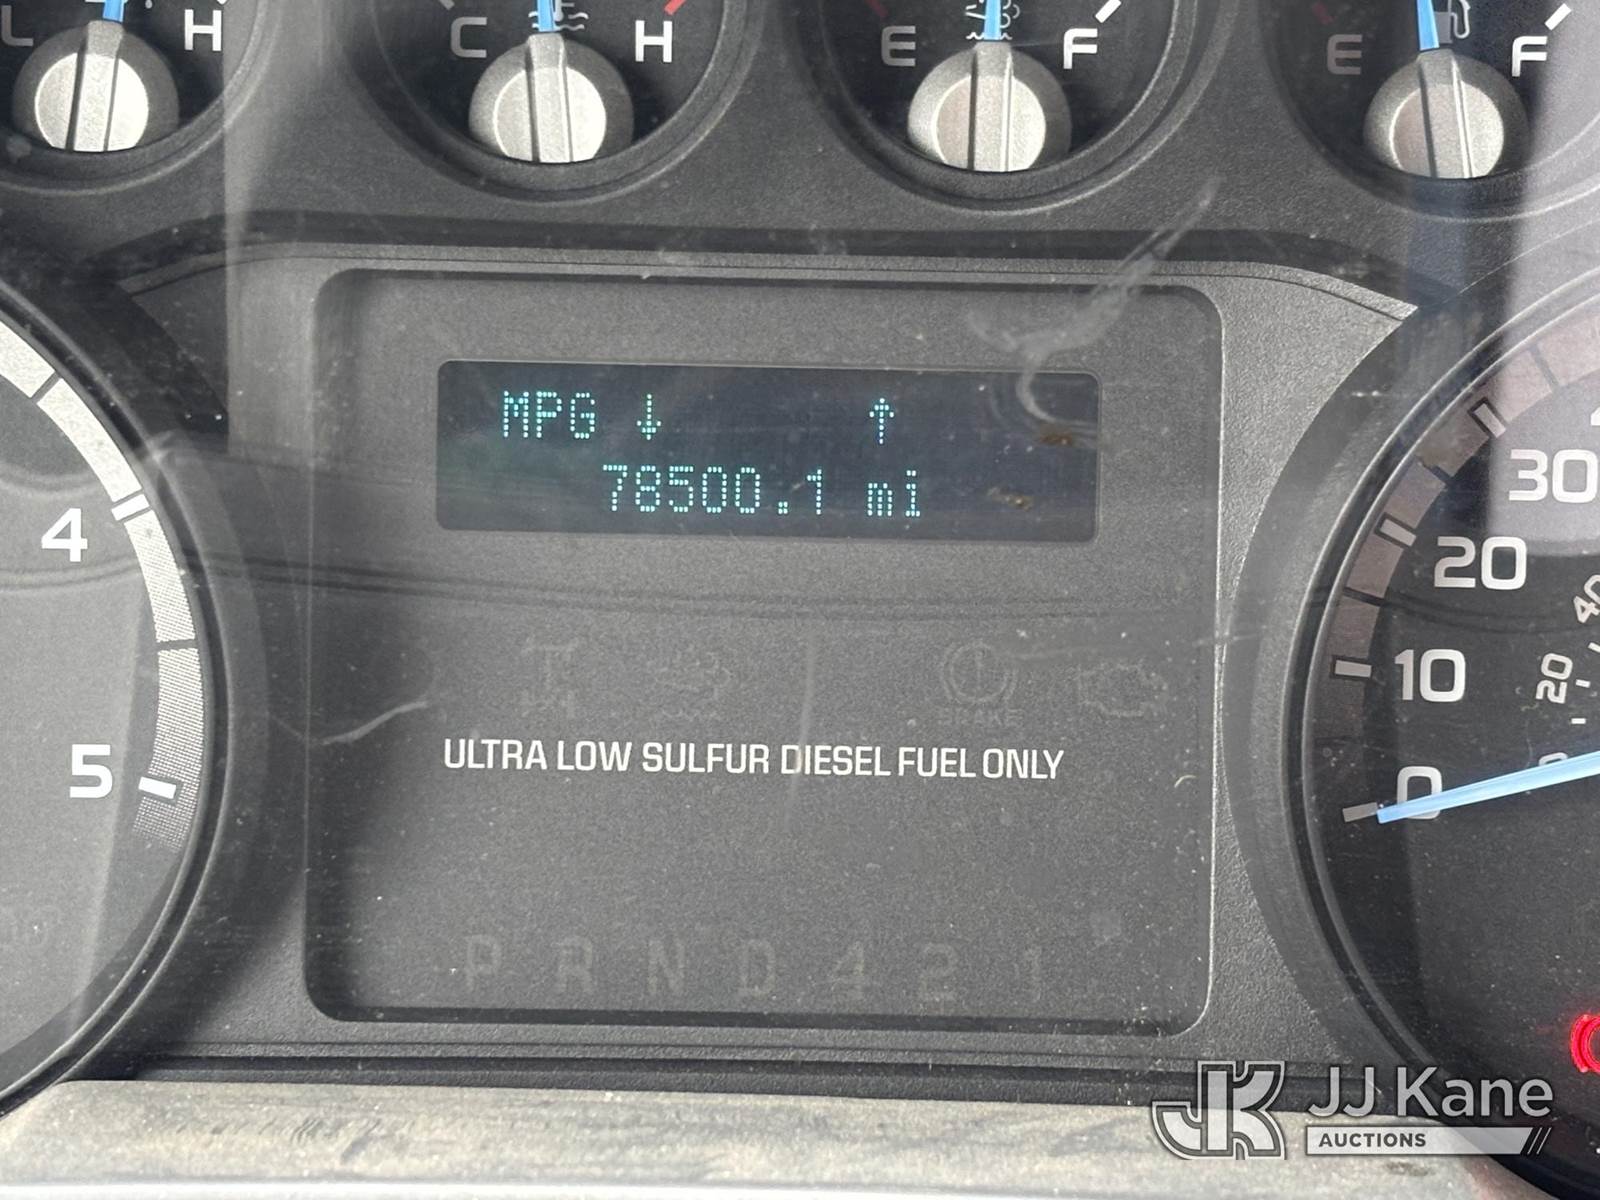 L H C H E F E F
MPG ↓ ↑
78500.1 mi
4
5
30
20
10
0
40
20
BRAKE
ULTRA LOW SULFUR DIESEL FUEL ONLY
P R N D 4 2 1
JJ Kane
AUCTIONS